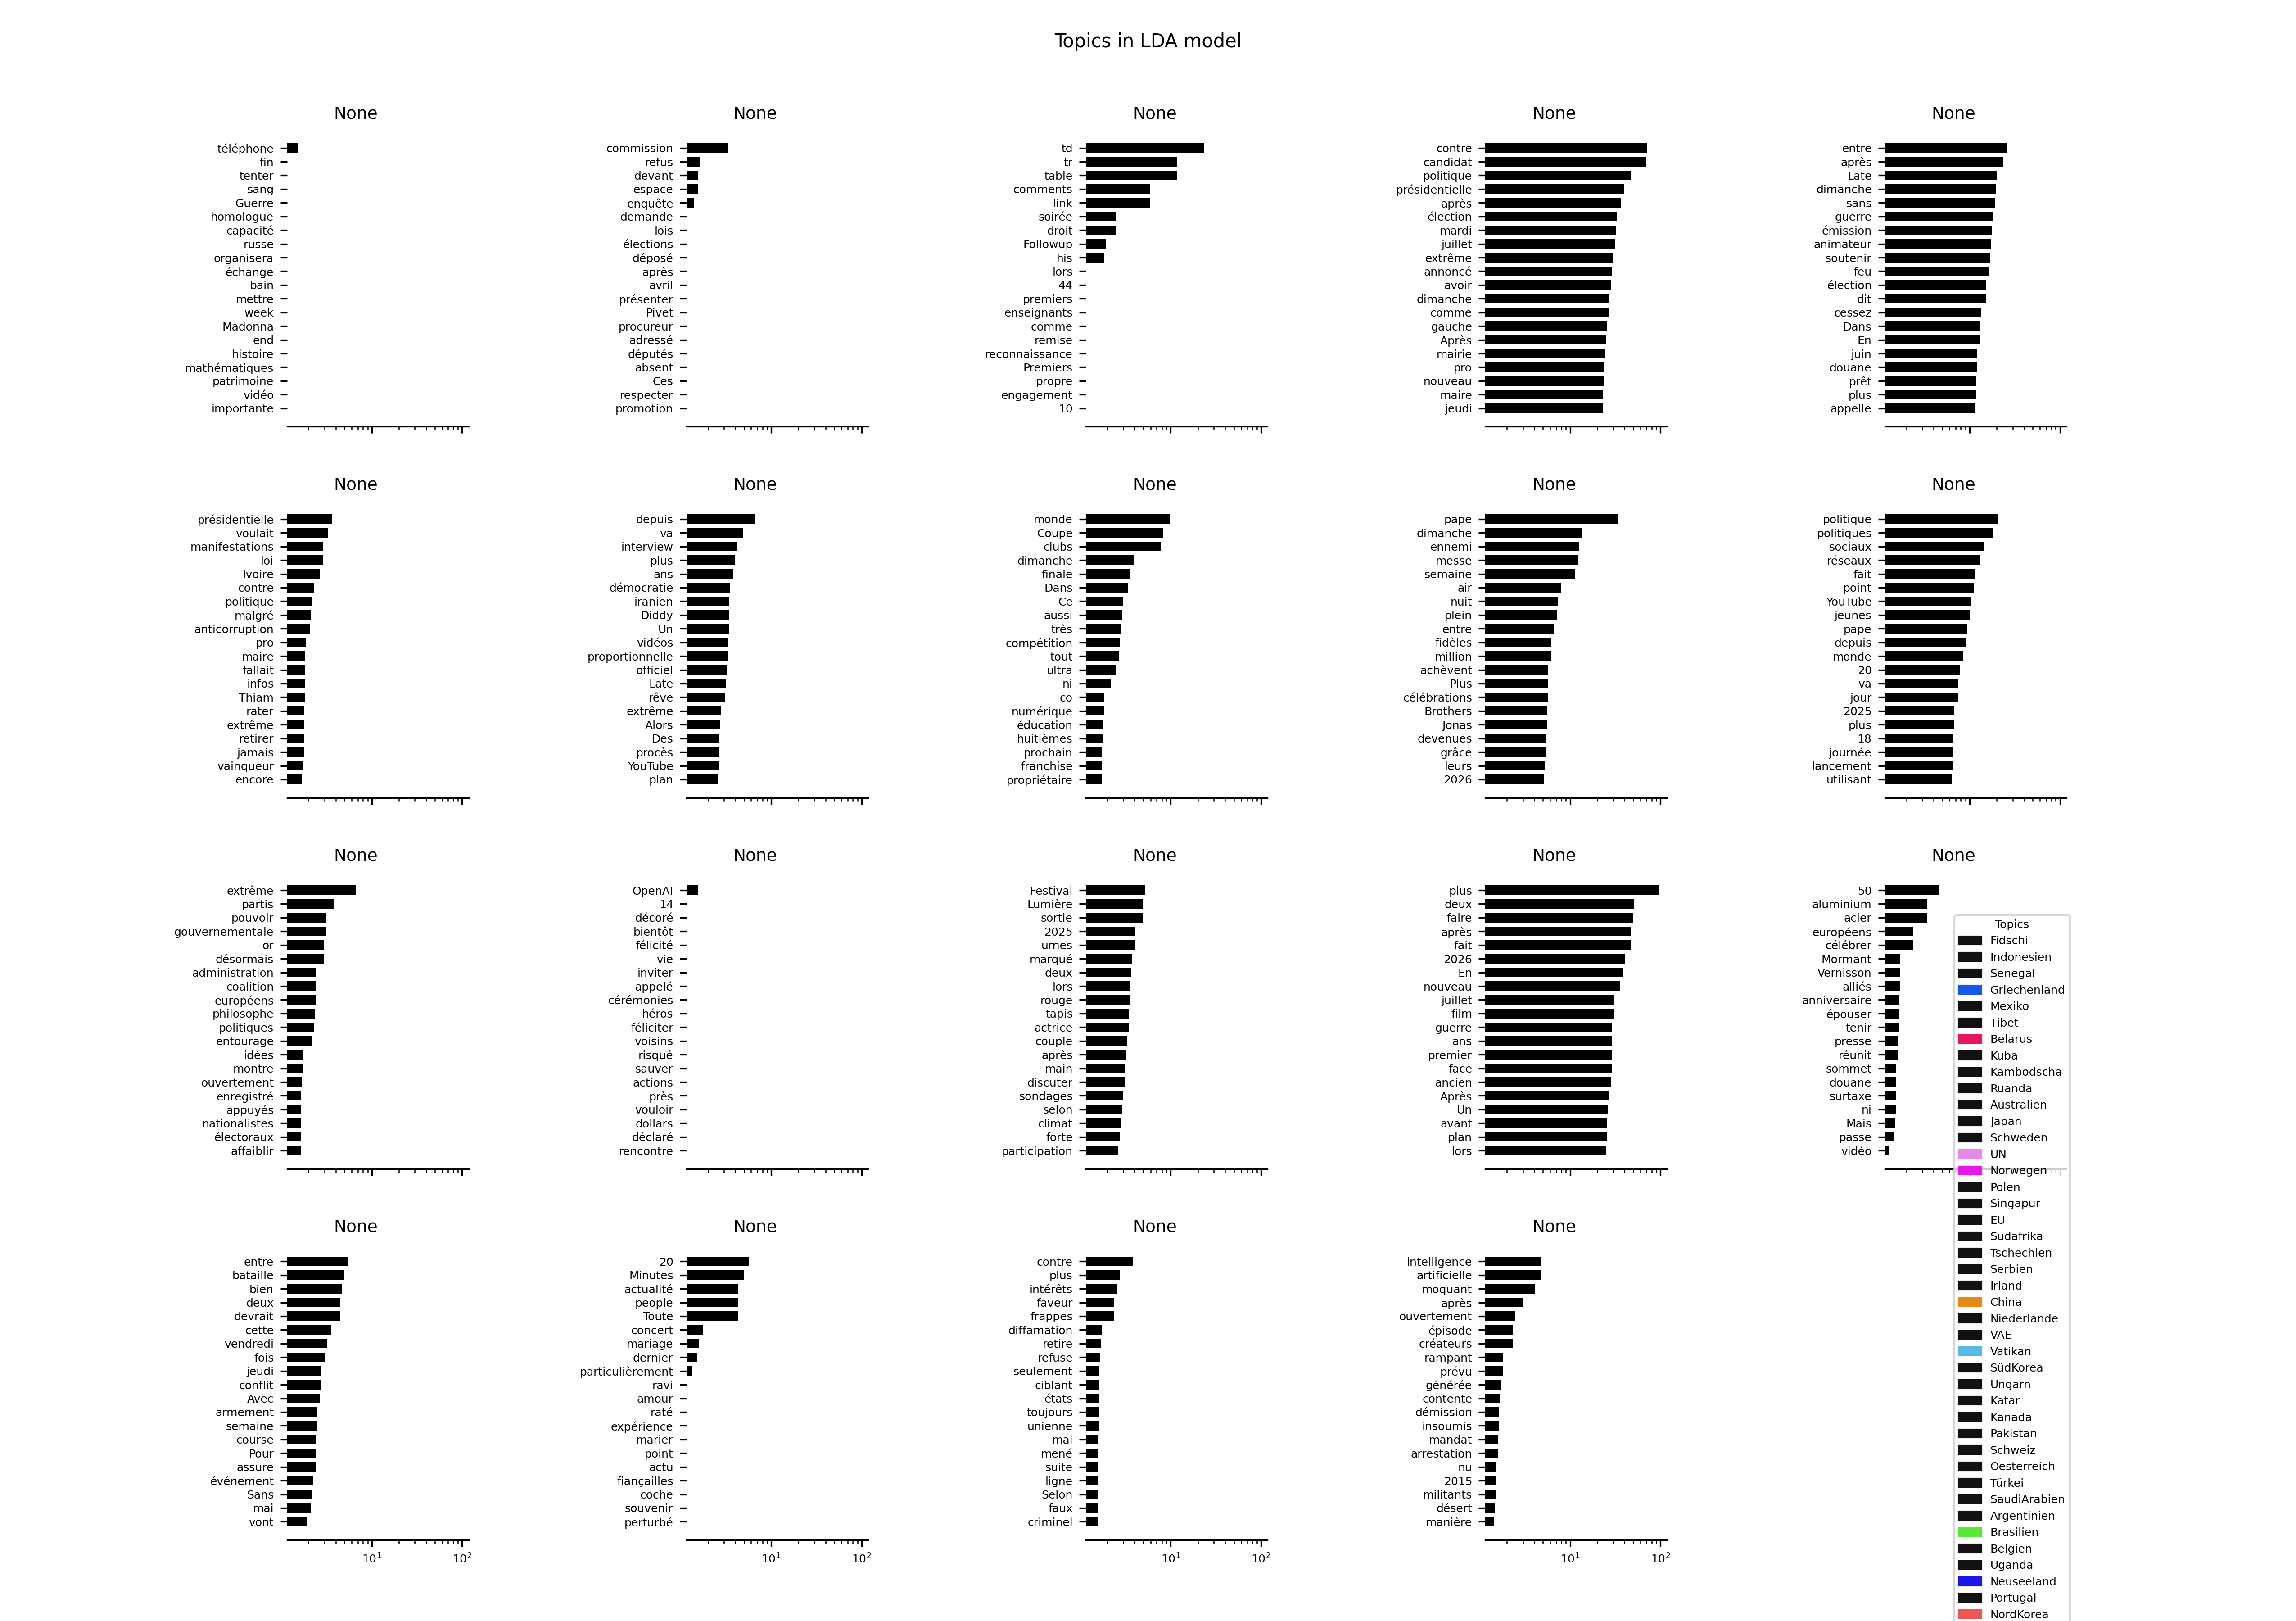 Topics in LDA model
None
téléphone
fin
tenter
sang
Guerre
homologue
capacité
russe
organisera
échange
bain
mettre
week
Madonna
end
histoire
mathématiques
patrimoine
vidéo
importante
None
commission
refus
devant
espace
enquête
demande
lois
élections
déposé
après
avril
présenter
Pivet
procureur
adressé
députés
absent
Ces
respecter
promotion
None
td
tr
table
comments
link
soirée
droit
Followup
his
lors
44
premiers
enseignants
comme
remise
reconnaissance
Premiers
propre
engagement
10
None
contre
candidat
politique
présidentielle
après
élection
mardi
juillet
extrême
annoncé
avoir
dimanche
comme
gauche
Après
mairie
pro
nouveau
maire
jeudi
None
entre
après
Late
dimanche
sans
guerre
émission
animateur
soutenir
feu
élection
dit
cessez
Dans
En
juin
douane
prêt
plus
appelle
None
présidentielle
voulait
manifestations
loi
Ivoire
contre
politique
malgré
anticorruption
pro
maire
fallait
infos
Thiam
rater
extrême
retirer
jamais
vainqueur
encore
None
depuis
va
interview
plus
ans
démocratie
iranien
Diddy
Un
vidéos
proportionnelle
officiel
Late
rêve
extrême
Alors
Des
procès
YouTube
plan
None
monde
Coupe
clubs
dimanche
finale
Dans
Ce
aussi
très
compétition
tout
ultra
ni
co
numérique
éducation
huitièmes
prochain
franchise
propriétaire
None
pape
dimanche
ennemi
messe
semaine
air
nuit
plein
entre
fidèles
million
achèvent
Plus
célébrations
Brothers
Jonas
devenues
grâce
leurs
2026
None
politique
politiques
sociaux
réseaux
fait
point
YouTube
jeunes
pape
depuis
monde
20
va
jour
2025
plus
18
journée
lancement
utilisant
None
extrême
partis
pouvoir
gouvernementale
or
désormais
administration
coalition
européens
philosophe
politiques
entourage
idées
montre
ouvertement
enregistré
appuyés
nationalistes
électoraux
affaiblir
None
OpenAI
14
décoré
bientôt
félicité
vie
inviter
appelé
cérémonies
héros
féliciter
voisins
risqué
sauver
actions
près
vouloir
dollars
déclaré
rencontre
None
Festival
Lumière
sortie
2025
urnes
marqué
deux
lors
rouge
tapis
actrice
couple
après
main
discuter
sondages
selon
climat
forte
participation
None
plus
deux
faire
après
fait
2026
En
nouveau
juillet
film
guerre
ans
premier
face
ancien
Après
Un
avant
plan
lors
None
50
aluminium
acier
européens
célébrer
Mormant
Vernisson
alliés
anniversaire
épouser
tenir
presse
réunit
sommet
douane
surtaxe
ni
Mais
passe
vidéo
None
entre
bataille
bien
deux
devrait
cette
vendredi
fois
jeudi
conflit
Avec
armement
semaine
course
Pour
assure
événement
Sans
mai
vont
10¹ 10²
None
20
Minutes
actualité
people
Toute
concert
mariage
dernier
particulièrement
ravi
amour
raté
expérience
marier
point
actu
fiançailles
coche
souvenir
perturbé
10¹ 10²
None
contre
plus
intérêts
faveur
frappes
diffamation
retire
refuse
seulement
ciblant
états
toujours
unienne
mal
mené
suite
ligne
Selon
faux
criminel
10¹ 10²
None
intelligence
artificielle
moquant
après
ouvertement
épisode
créateurs
rampant
prévu
générée
contente
démission
insoumis
mandat
arrestation
nu
2015
militants
désert
manière
10¹ 10²
Topics
Fidschi
Indonesien
Senegal
Griechenland
Mexiko
Tibet
Belarus
Kuba
Kambodscha
Ruanda
Australien
Japan
Schweden
UN
Norwegen
Polen
Singapur
EU
Südafrika
Tschechien
Serbien
Irland
China
Niederlande
VAE
Vatikan
SüdKorea
Ungarn
Katar
Kanada
Pakistan
Schweiz
Oesterreich
Türkei
SaudiArabien
Argentinien
Brasilien
Belgien
Uganda
Neuseeland
Portugal
NordKorea